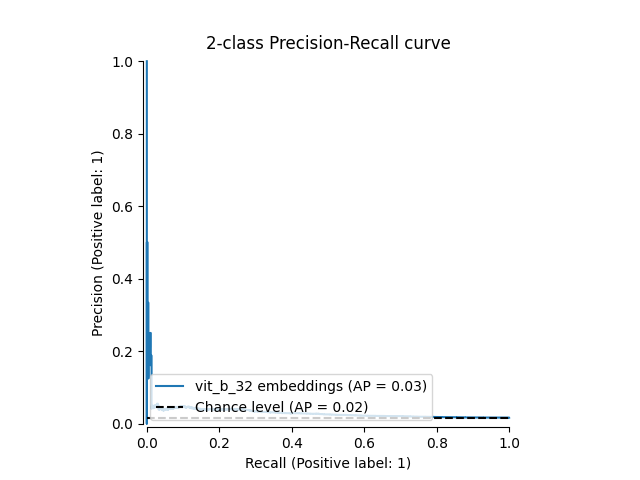 2-class Precision-Recall curve
Precision (Positive label: 1)
1.0
0.8
0.6
0.4
0.2
0.0
vit_b_32 embeddings (AP = 0.03)
Chance level (AP = 0.02)
0.0 0.2 0.4 0.6 0.8 1.0
Recall (Positive label: 1)